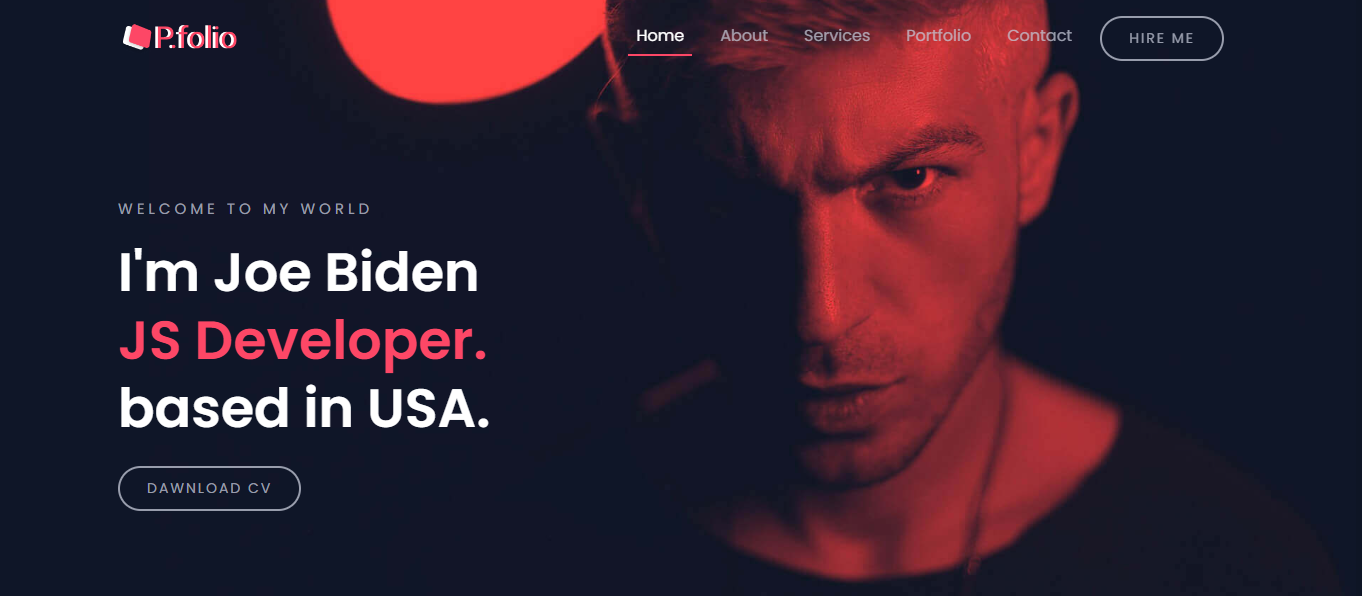 P.folio
Home About Services Portfolio Contact HIRE ME
WELCOME TO MY WORLD
I'm Joe Biden
JS Developer.
based in USA.
DAWNLOAD CV